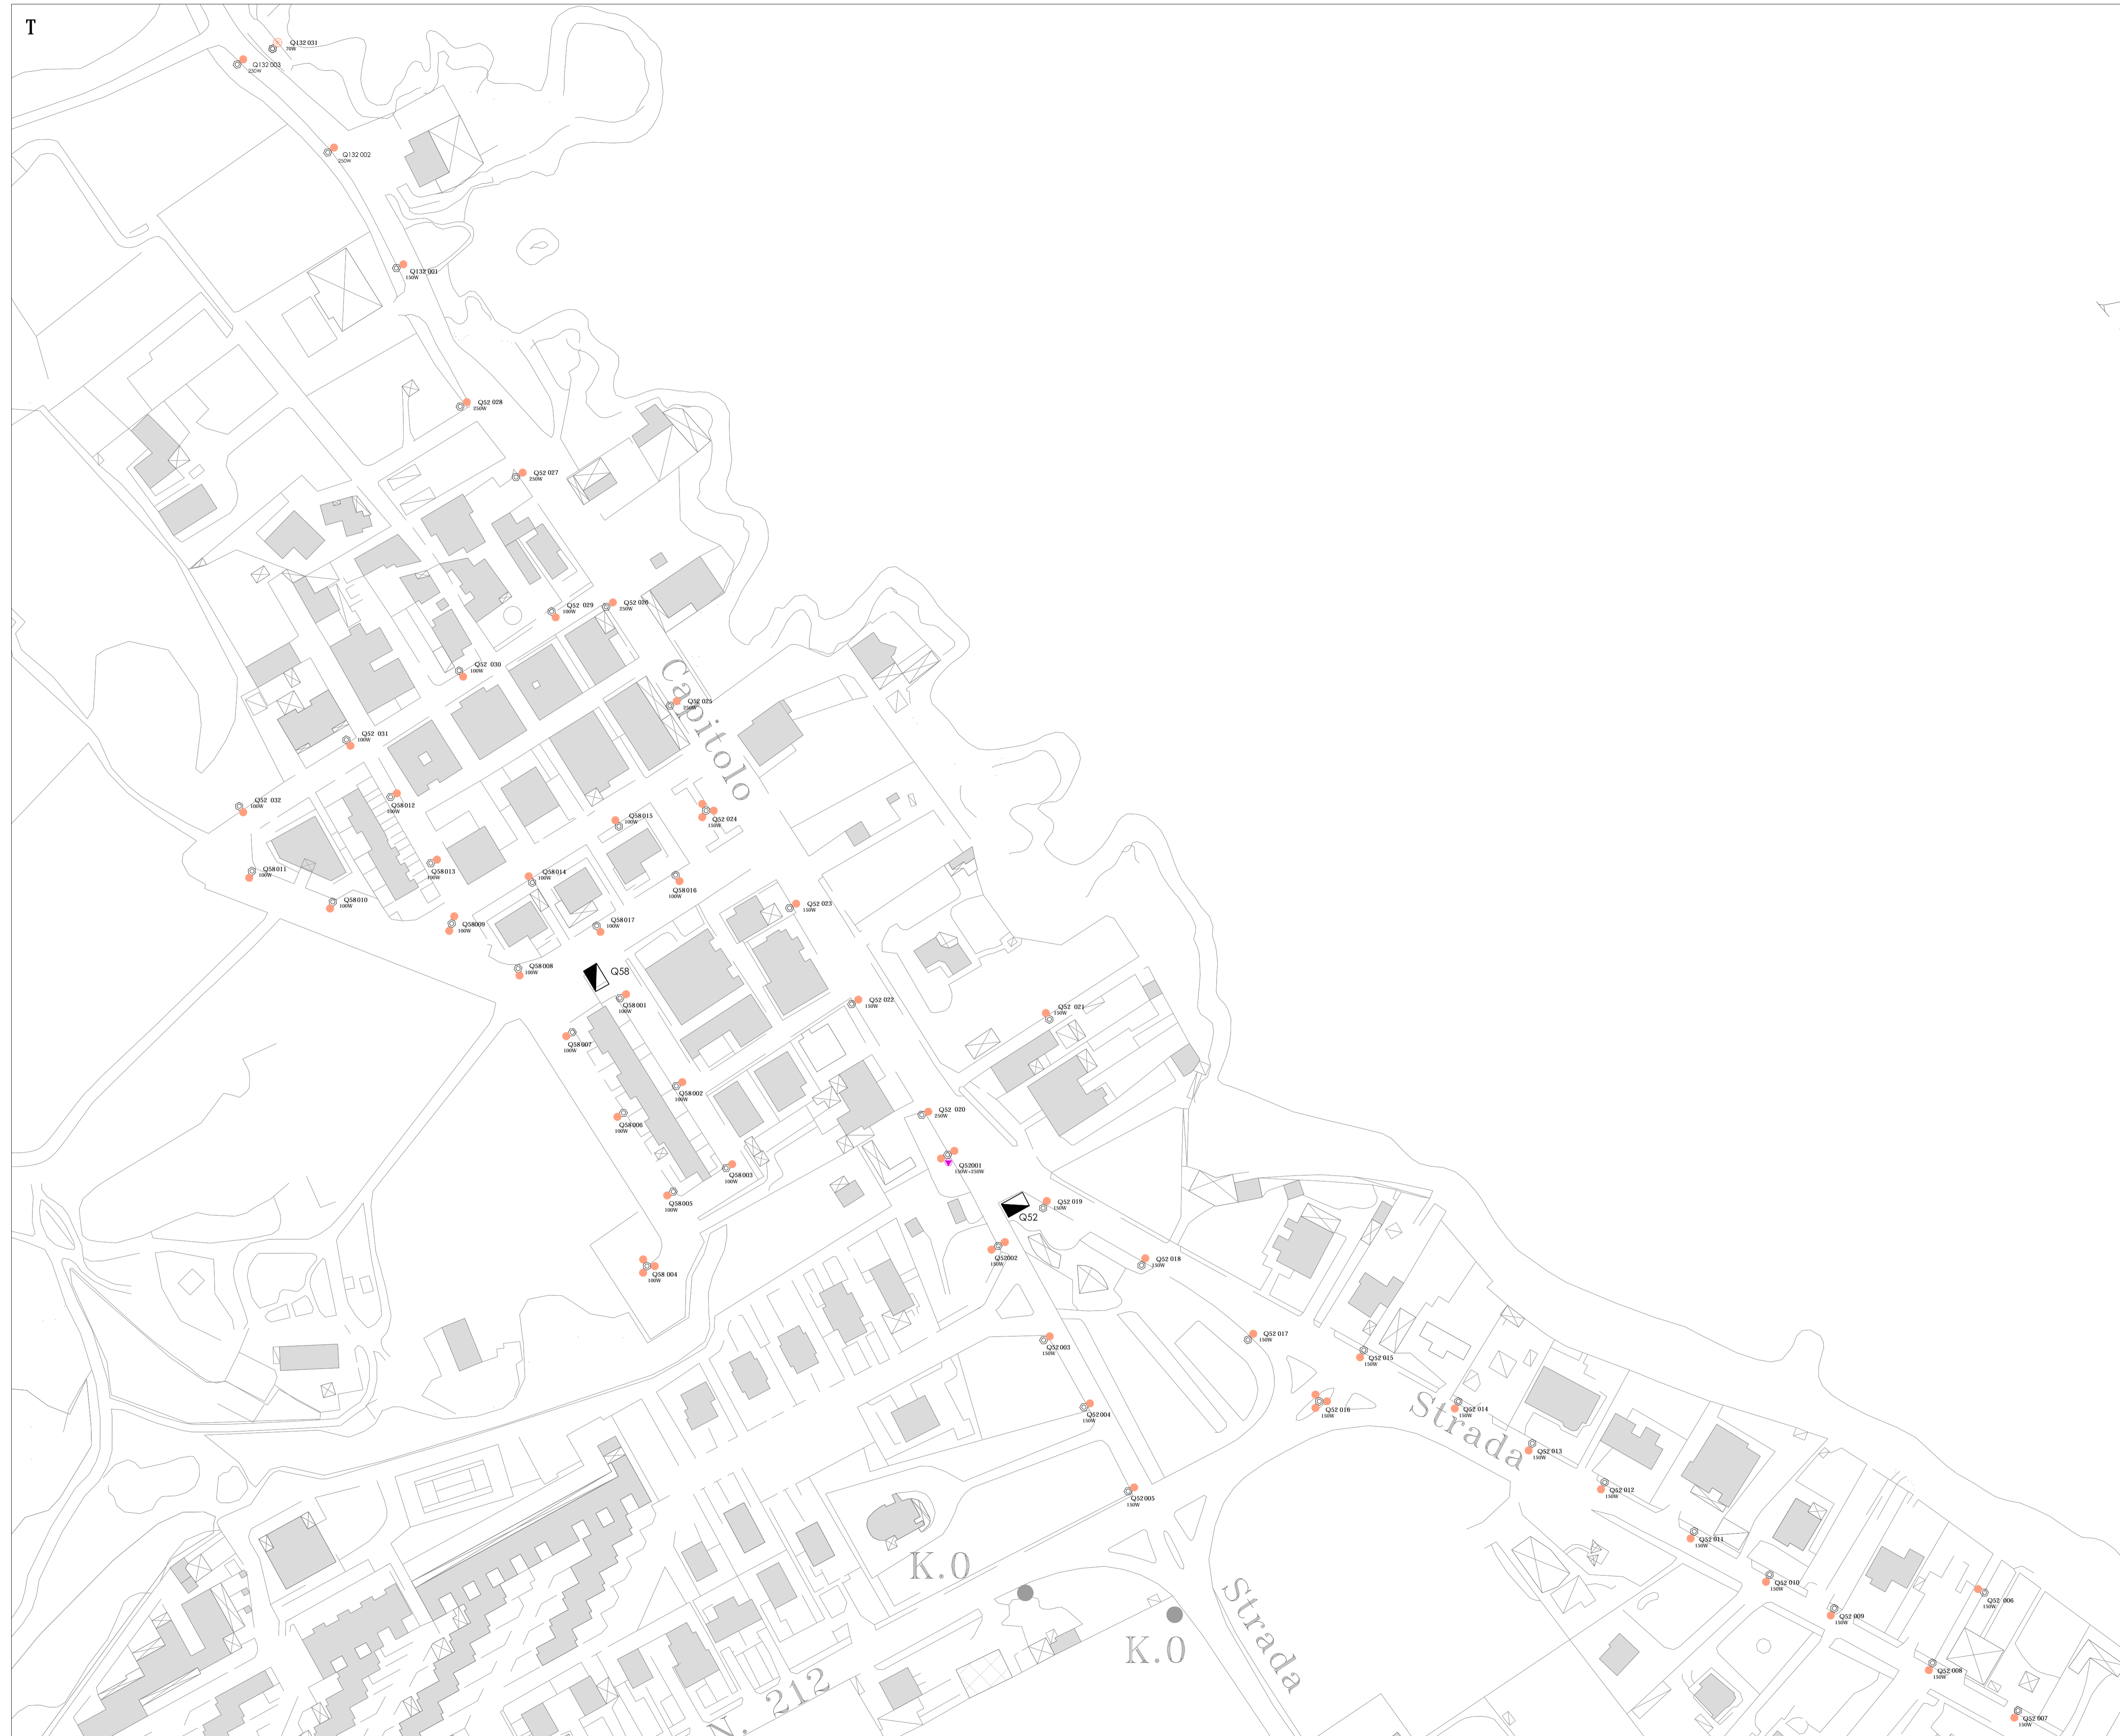 T
Q132 031
70W
Q132 003
250W
Q132 002
250W
Q132 001
150W
Q52 028
250W
Q52 027
250W
Q52 029
100W
Q52 026
250W
Q52 030
100W
Capitolo
Q52 025
250W
Q52 031
100W
Q52 032
100W
Q58 012
100W
Q58 015
100W
Q52 024
150W
Q58 011
100W
Q58 013
100W
Q58 014
100W
Q58 016
100W
Q58 010
100W
Q58009
100W
Q58 017
100W
Q52 023
150W
Q58 008
100W
Q58
Q58 001
100W
Q52 022
150W
Q52 021
150W
Q58 007
100W
Q58 002
100W
Q58 006
100W
Q52 020
250W
Q52001
150W+250W
Q58 003
100W
Q58 005
100W
Q52 019
150W
Q52
Q52002
150W
Q52 018
150W
Q58 004
100W
Q52 017
150W
Q52 003
150W
Q52 015
150W
Q52 016
150W
Q52 004
150W
Q52 014
150W
Strada
Q52 013
150W
Q52 005
150W
Q52 012
150W
Q52 011
150W
K.0
Q52 010
150W
Strada
Q52 006
150W
Q52 009
150W
K.0
Q52 008
150W
N. 212
Q52 007
150W